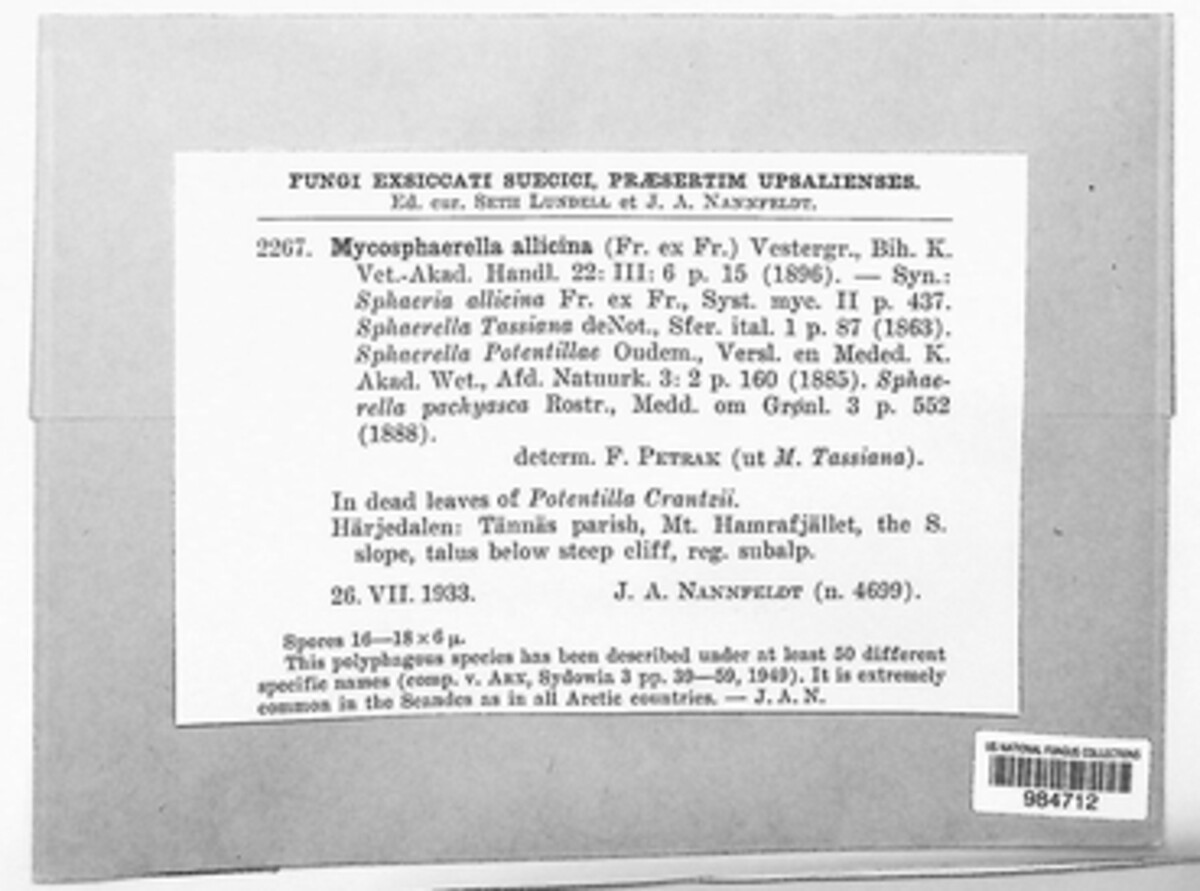 FUNGI EXSICCATI SUECICI, PRÆSERTIM UPSALIENSES.
Ed. cur. SETH LUNDELL et J. A. NANNFELDT.
2267. Mycosphaerella allicina (Fr. ex Fr.) Vestergr., Bih. K.
Vet.-Akad. Handl. 22: III: 6 p. 15 (1896). — Syn.:
Sphaeria allicina Fr. ex Fr., Syst. myc. II p. 437.
Sphaerella Tassiana deNot., Sfer. ital. 1 p. 87 (1863).
Sphaerella Potentillae Oudem., Versl. en Meded. K.
Akad. Wet., Afd. Natuurk. 3: 2 p. 160 (1885). Sphae-
rella pachyasca Rostr., Medd. om Grønl. 3 p. 552
(1888).
determ. F. PETRAK (ut M. Tassiana).
In dead leaves of Potentilla Crantzii.
Härjedalen: Tännäs parish, Mt. Hamrafjället, the S.
slope, talus below steep cliff, reg. subalp.
26. VII. 1933. J. A. NANNFELDT (n. 4699).
Spores 16—18 × 6 µ.
This polyphagous species has been described under at least 50 different
specific names (comp. v. ARX, Sydowia 3 pp. 39—59, 1949). It is extremely
common in the Scandes as in all Arctic countries. — J. A. N.
US NATIONAL FUNGUS COLLECTIONS
984712